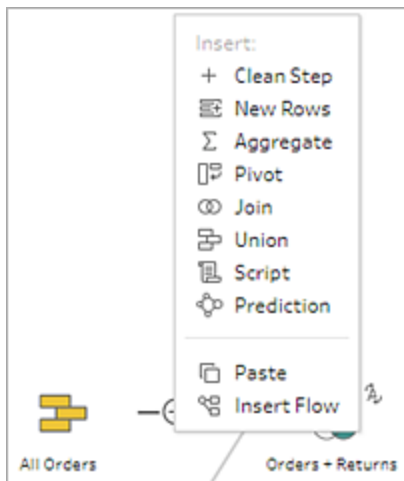 Insert:
Clean Step
New Rows
Aggregate
Pivot
Join
Union
Script
Prediction
Paste
Insert Flow
All Orders
Orders + Returns